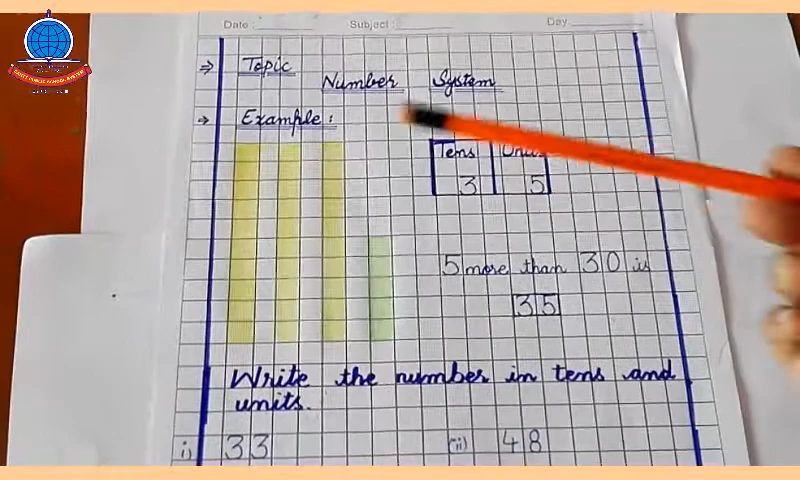 Date : Subject : Day
⇒ Topic
Number System
→ Example :
Tens Units
3 5
5 more than 30 is
35
Write the number in tens and
units.
i) 33 (ii) 48